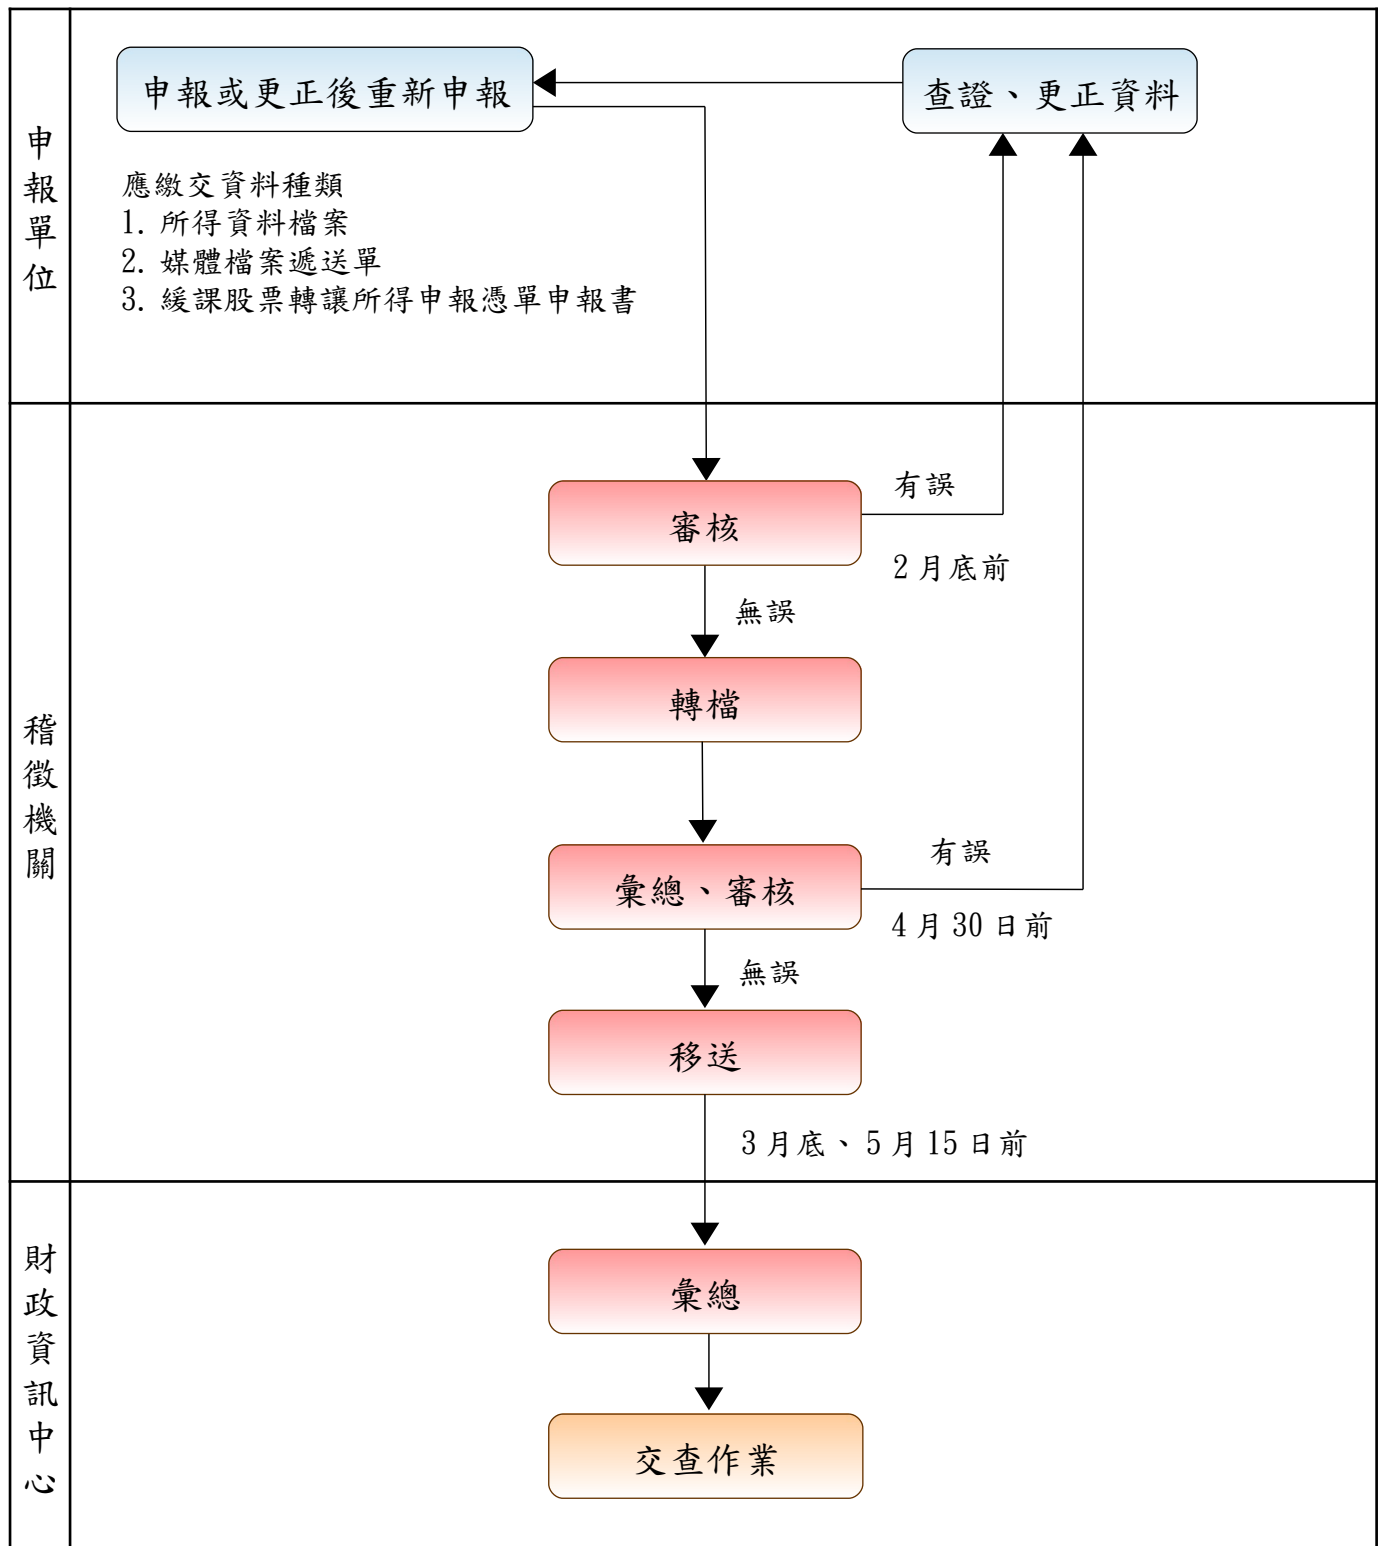 申報單位
申報或更正後重新申報
查證、更正資料
應繳交資料種類
1. 所得資料檔案
2. 媒體檔案遞送單
3. 緩課股票轉讓所得申報憑單申報書
稽徵機關
審核
有誤
2月底前
無誤
轉檔
彙總、審核
有誤
4月30日前
無誤
移送
3月底、5月15日前
財政資訊中心
彙總
交查作業